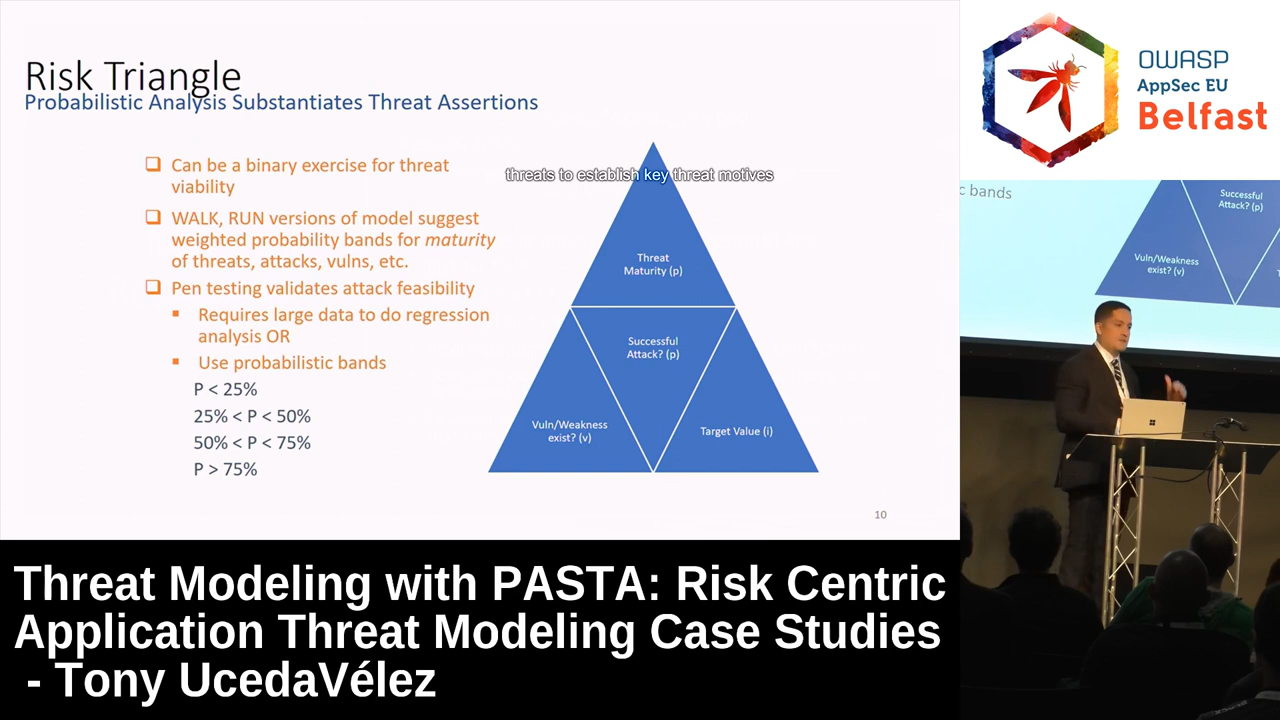 Risk Triangle
Probabilistic Analysis Substantiates Threat Assertions
Can be a binary exercise for threat
viability
WALK, RUN versions of model suggest
weighted probability bands for maturity
of threats, attacks, vulns, etc.
Pen testing validates attack feasibility
Requires large data to do regression
analysis OR
Use probabilistic bands
P < 25%
25% < P < 50%
50% < P < 75%
P > 75%
threats to establish key threat motives
Threat
Maturity (p)
Successful
Attack? (p)
Vuln/Weakness
exist? (v)
Target Value (i)
10
OWASP
AppSec EU
Belfast
c bands
Successful
Attack? (p)
Vuln/Weakness
exist? (v)
Threat Modeling with PASTA: Risk Centric
Application Threat Modeling Case Studies
- Tony UcedaVélez